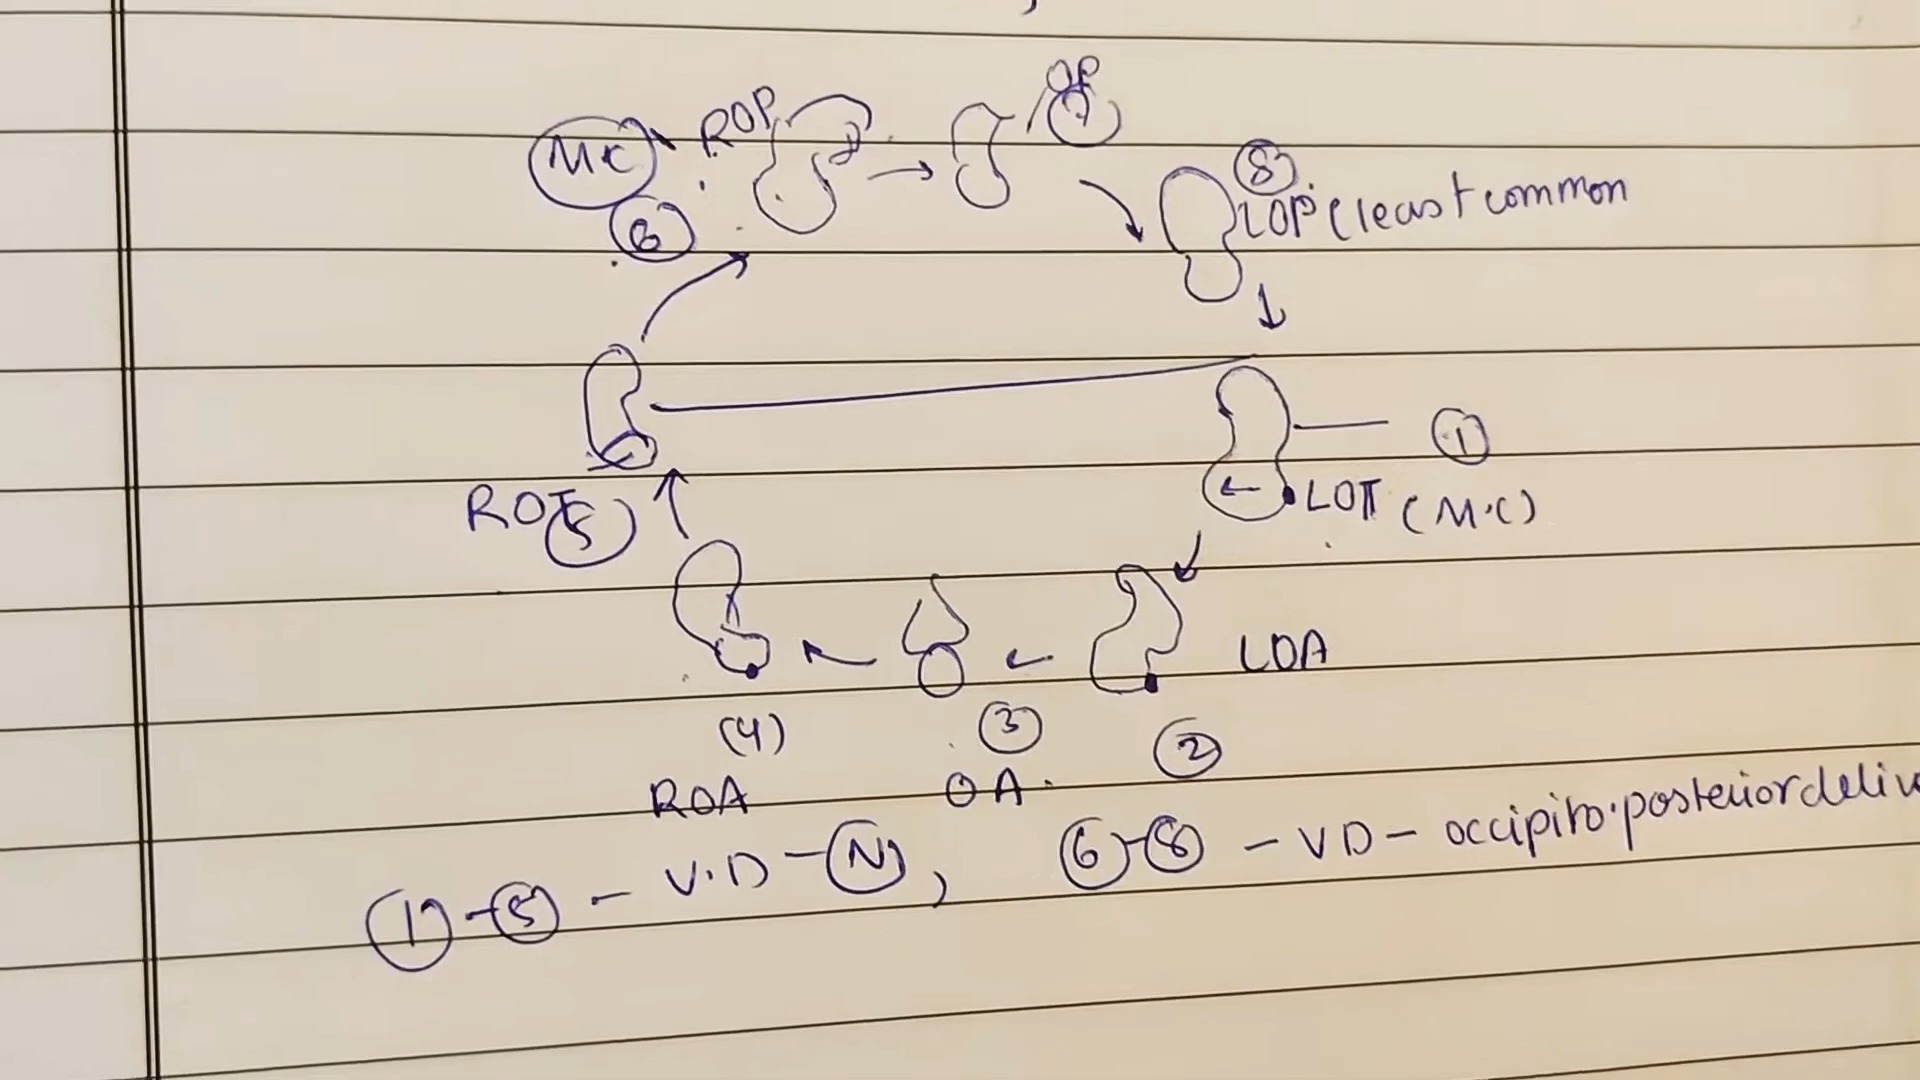 OP
M.C ROP 7
8
6 LOP (least common
1
ROT LOT (M.C)
5
LOA
(4) 3 2
ROA OA.
1-5 - V.D - N, 6-8 - VD - occipito.posterior deliv